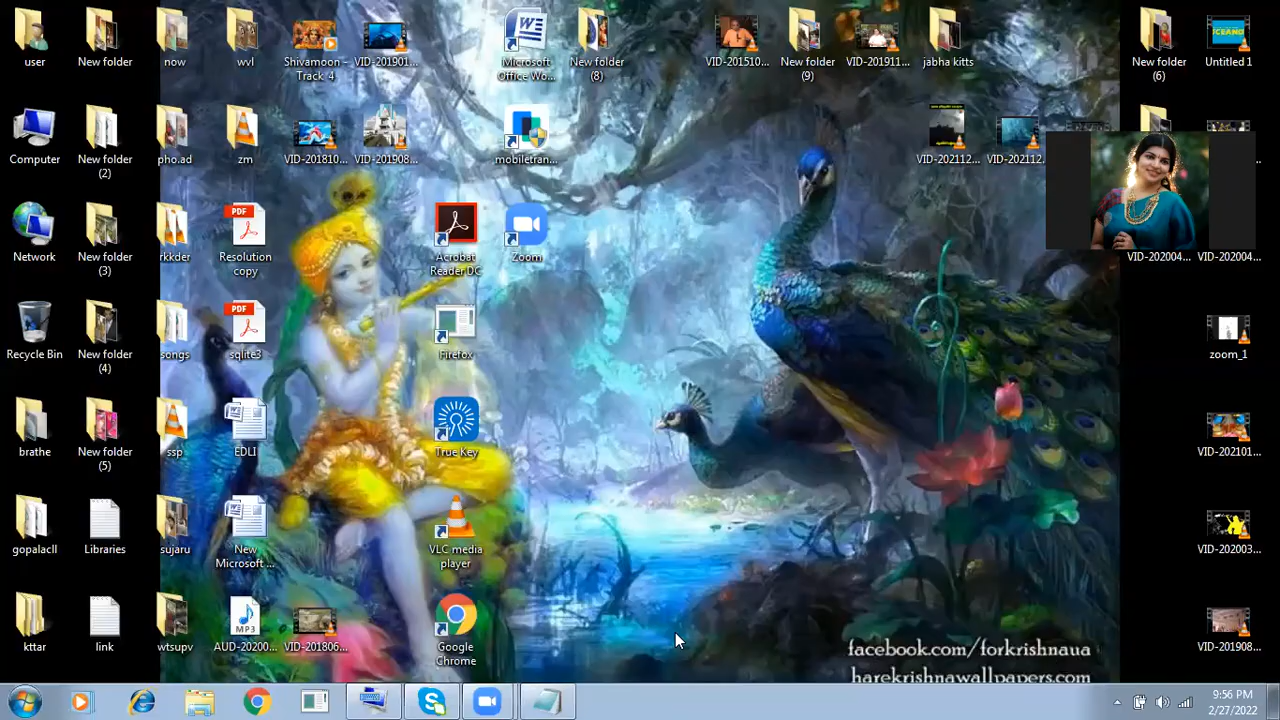 user
New folder
now
wvl
Shivamoon - Track 4
VID-201901...
Microsoft Office Wo...
New folder (8)
VID-201510...
New folder (9)
VID-201911...
jabha kitts
New folder (6)
Untitled 1
ICEAND
Computer
New folder (2)
pho.ad
zm
VID-201810...
VID-201908...
mobiletran...
VID-202112...
VID-202112...
Network
New folder (3)
rkkder
PDF
Resolution copy
Acrobat Reader DC
Zoom
VID-202004...
VID-202004...
Recycle Bin
New folder (4)
songs
PDF
sqlite3
Firefox
zoom_1
brathe
New folder (5)
ssp
EDLI
True Key
VID-202101...
gopalacll
Libraries
sujaru
New Microsoft ...
VLC media player
VID-202003...
kttar
link
wtsupv
MP3
AUD-20200...
VID-201806...
Google Chrome
VID-201908...
facebook.com/forkrishnaua
harekrishnawallpapers.com
9:56 PM
2/27/2022